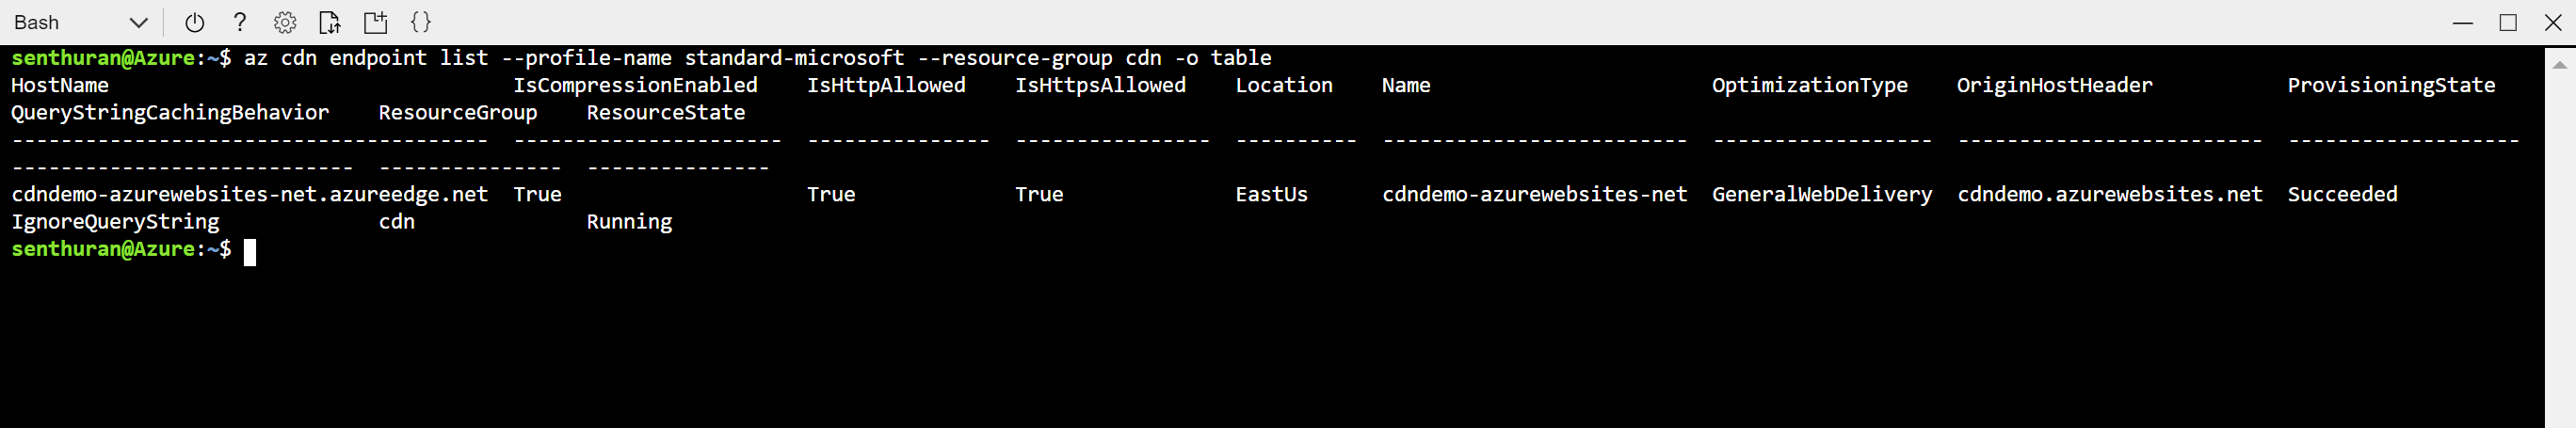 Bash
senthuran@Azure:~$ az cdn endpoint list --profile-name standard-microsoft --resource-group cdn -o table
HostName                                 IsCompressionEnabled    IsHttpAllowed    IsHttpsAllowed    Location    Name                       OptimizationType    OriginHostHeader           ProvisioningState
QueryStringCachingBehavior    ResourceGroup    ResourceState
---------------------------------------  ----------------------  ---------------  ----------------  ----------  -------------------------  ------------------  -------------------------  -------------------
----------------------------  ---------------  ---------------
cdndemo-azurewebsites-net.azureedge.net  True                    True             True              EastUs      cdndemo-azurewebsites-net  GeneralWebDelivery  cdndemo.azurewebsites.net  Succeeded
IgnoreQueryString             cdn              Running
senthuran@Azure:~$